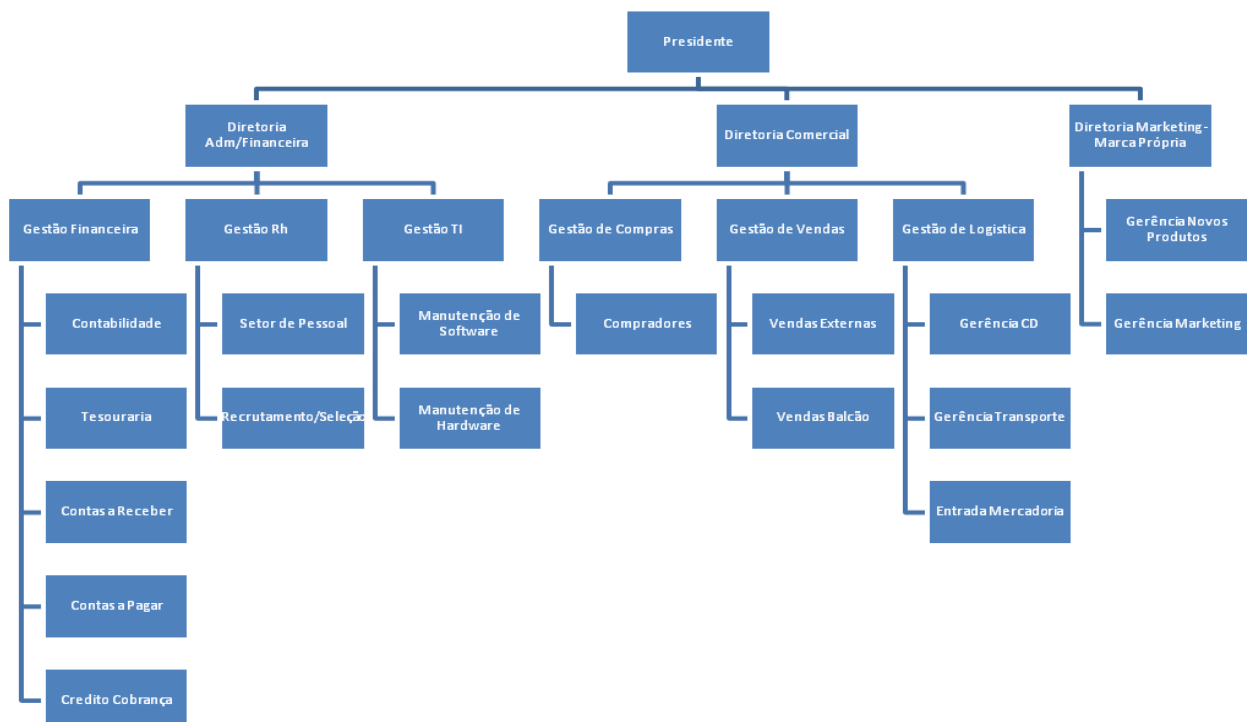 Presidente
Diretoria
Adm/Financeira
Diretoria Comercial
Diretoria Marketing-
Marca Própria
Gestão Financeira
Gestão Rh
Gestão TI
Gestão de Compras
Gestão de Vendas
Gestão de Logistica
Gerência Novos
Produtos
Contabilidade
Setor de Pessoal
Manutenção de
Software
Compradores
Vendas Externas
Gerência CD
Gerência Marketing
Tesouraria
Recrutamento/Seleção
Manutenção de
Hardware
Vendas Balcão
Gerência Transporte
Contas a Receber
Entrada Mercadoria
Contas a Pagar
Credito Cobrança